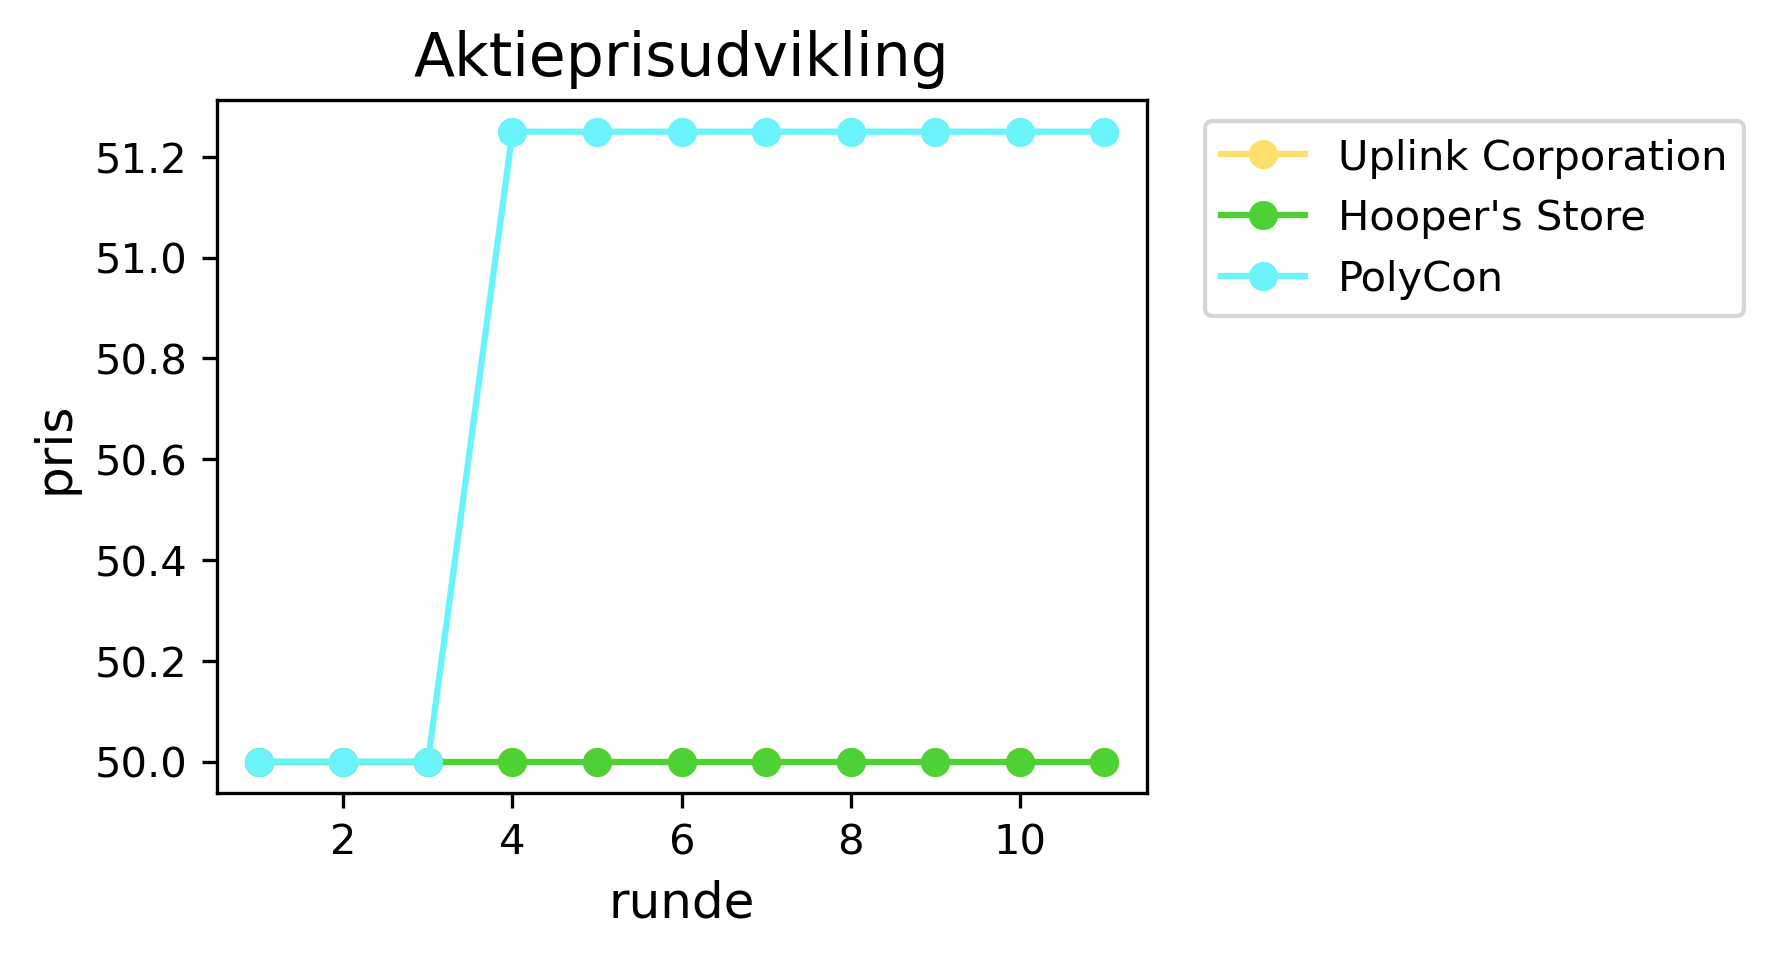 Aktieprisudvikling
51.2
51.0
50.8
50.6
50.4
50.2
50.0
pris
2 4 6 8 10
runde
Uplink Corporation
Hooper's Store
PolyCon